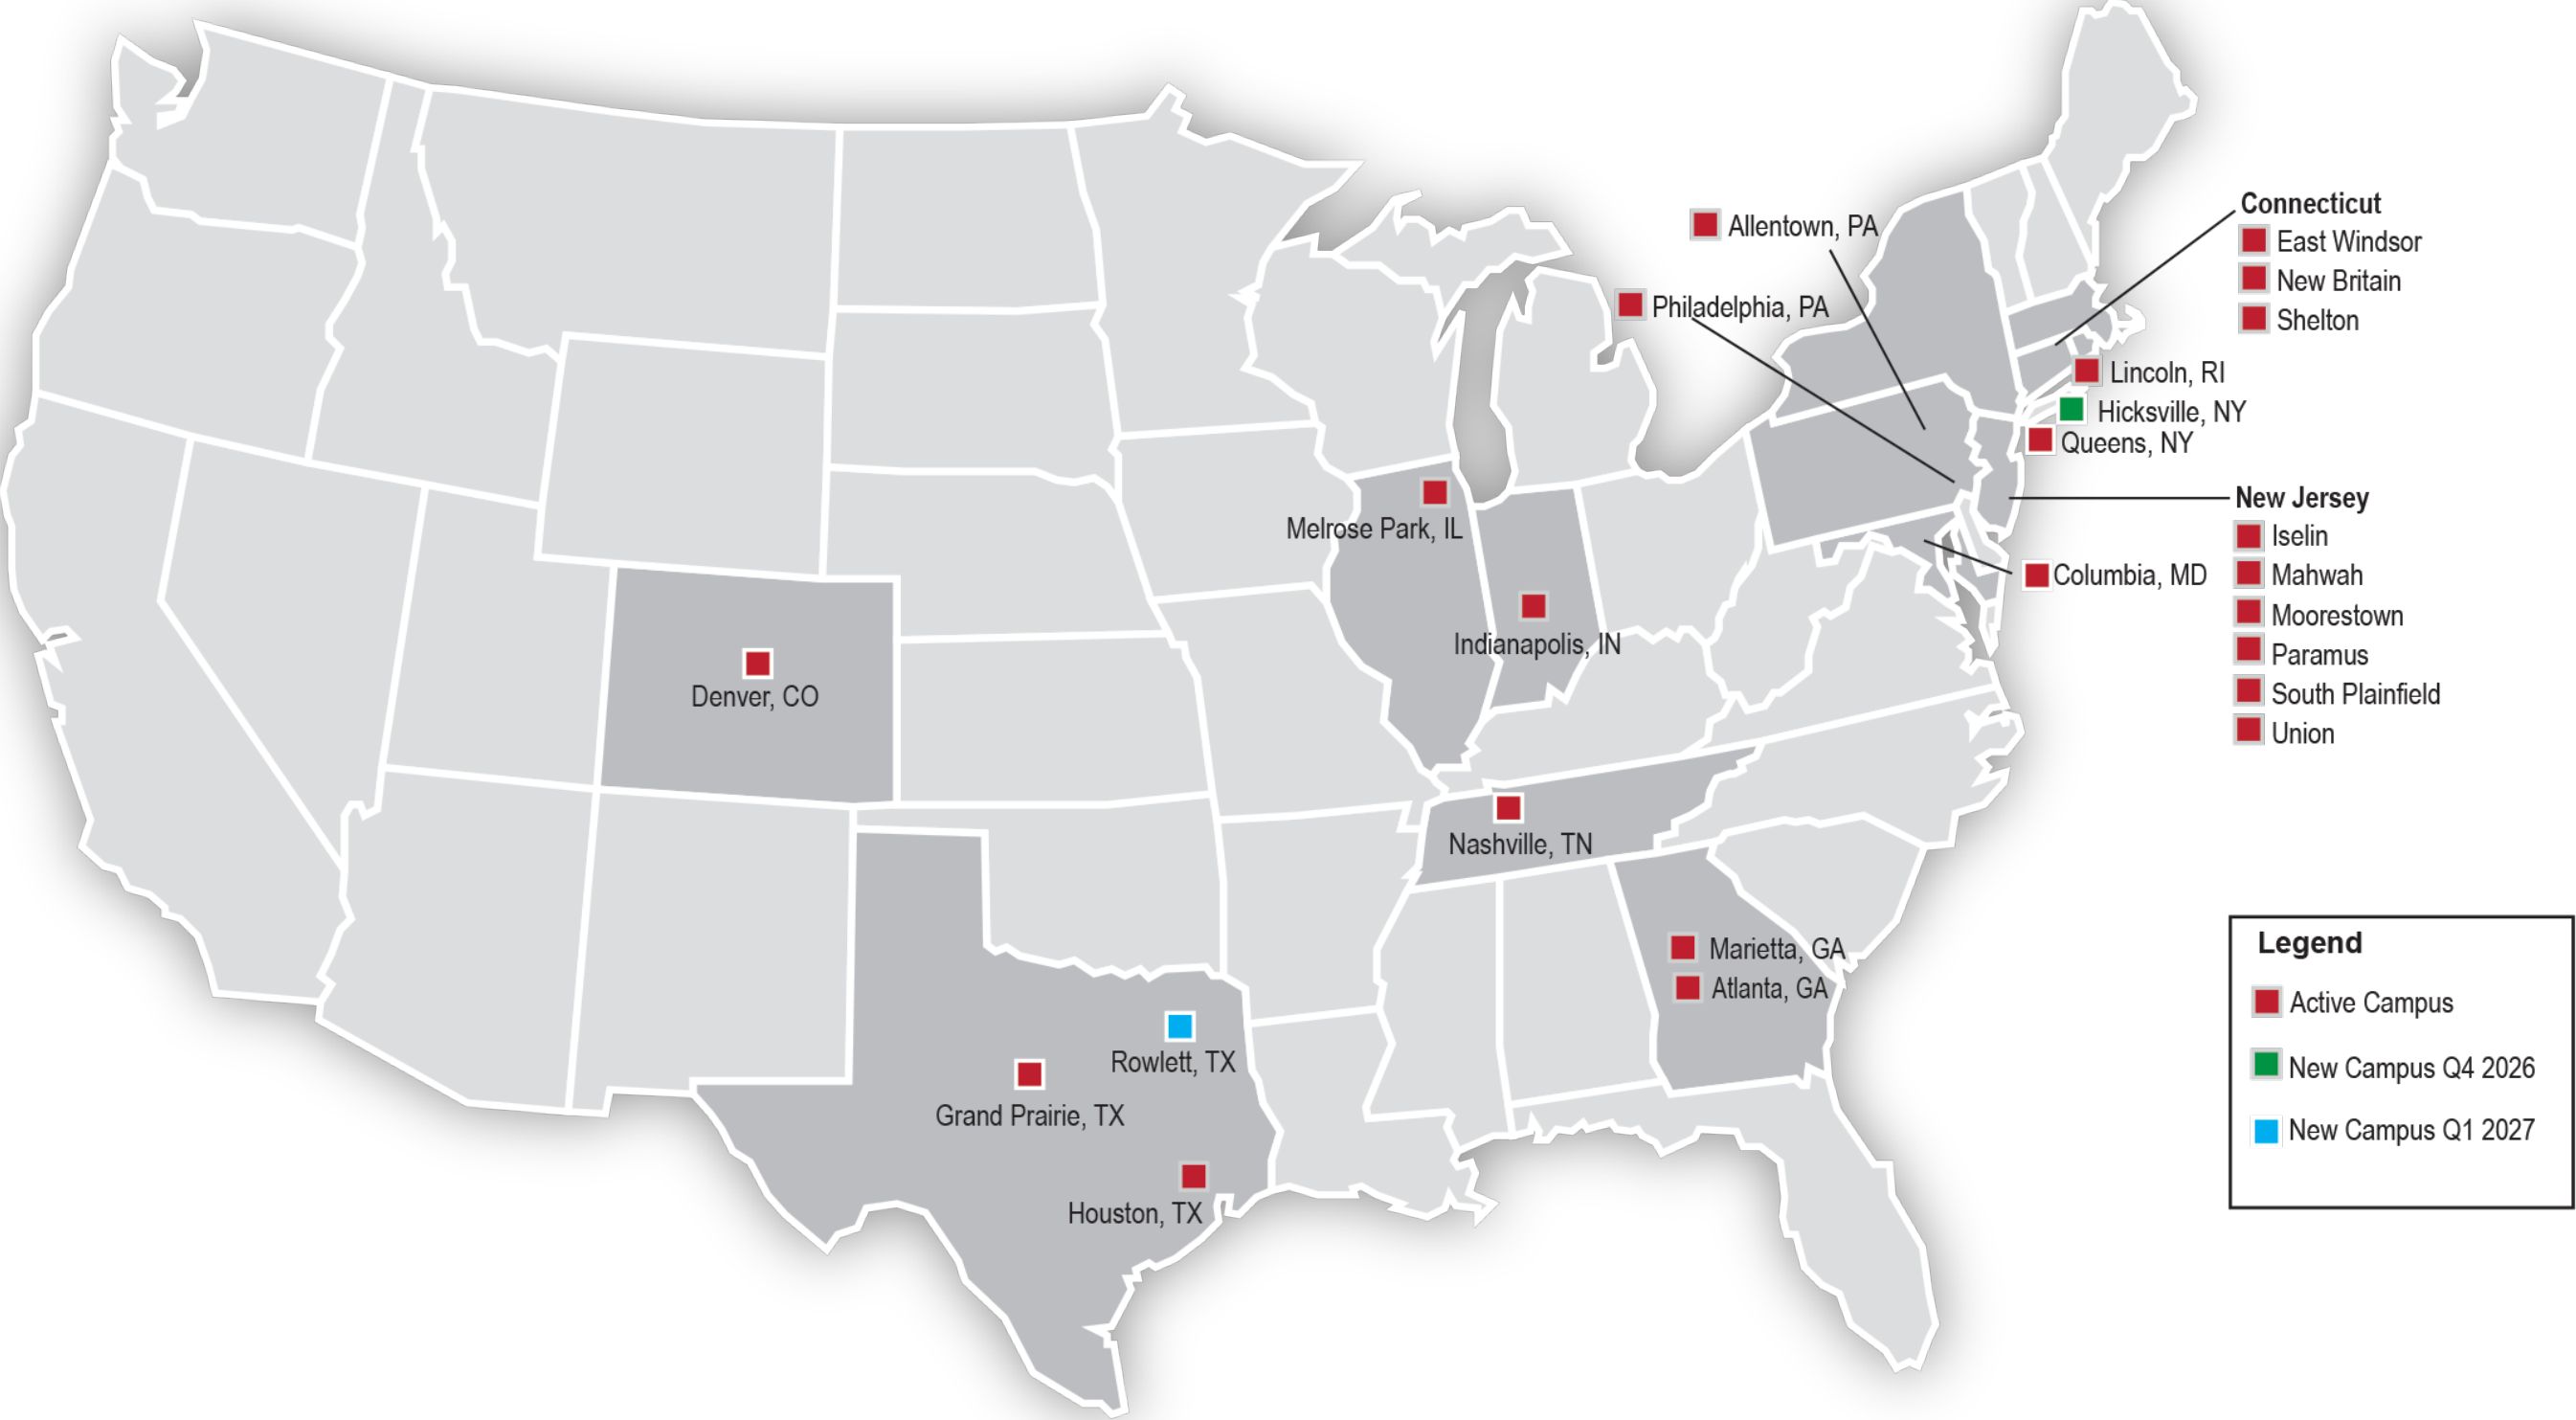 Allentown, PA
Philadelphia, PA
Connecticut
East Windsor
New Britain
Shelton
Lincoln, RI
Hicksville, NY
Queens, NY
New Jersey
Iselin
Mahwah
Moorestown
Paramus
South Plainfield
Union
Columbia, MD
Melrose Park, IL
Indianapolis, IN
Denver, CO
Nashville, TN
Marietta, GA
Atlanta, GA
Rowlett, TX
Grand Prairie, TX
Houston, TX
Legend
Active Campus
New Campus Q4 2026
New Campus Q1 2027